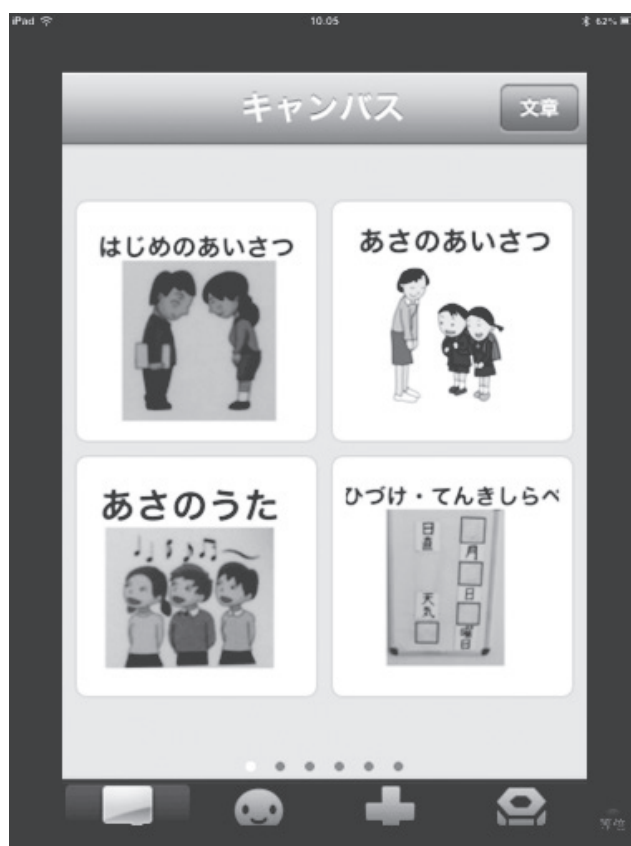 iPad 10.05 62%
キャンバス 文章
はじめのあいさつ
あさのあいさつ
あさのうた
ひづけ・てんきしらべ
日直
月
日
天気
曜日